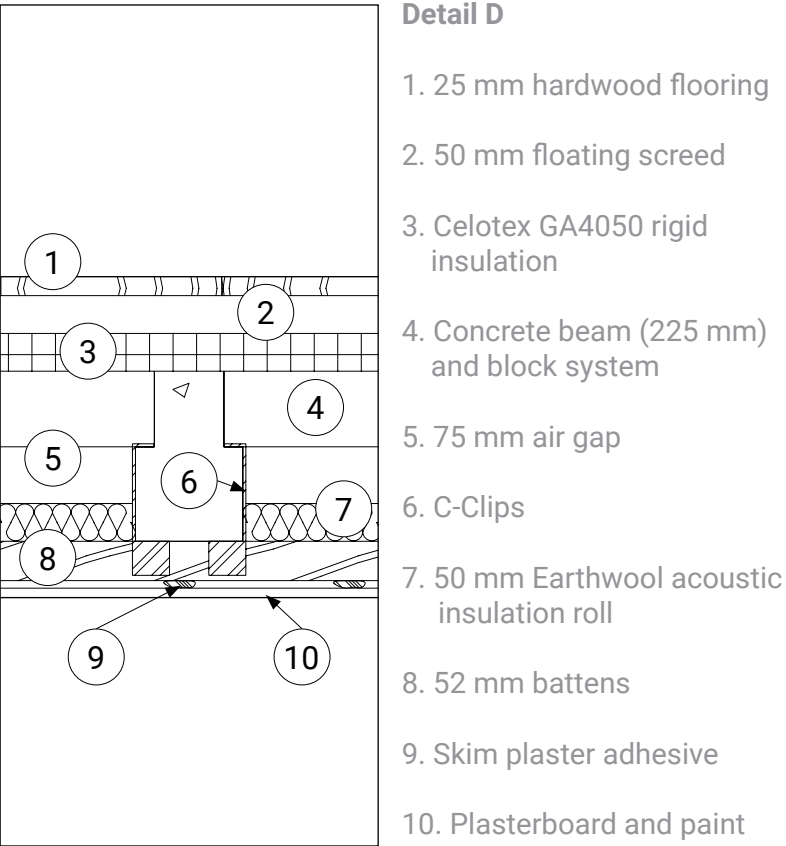 Detail D
1. 25 mm hardwood flooring
2. 50 mm floating screed
3. Celotex GA4050 rigid
insulation
4. Concrete beam (225 mm)
and block system
5. 75 mm air gap
6. C-Clips
7. 50 mm Earthwool acoustic
insulation roll
8. 52 mm battens
9. Skim plaster adhesive
10. Plasterboard and paint
1
2
3
4
5
6
7
8
9
10